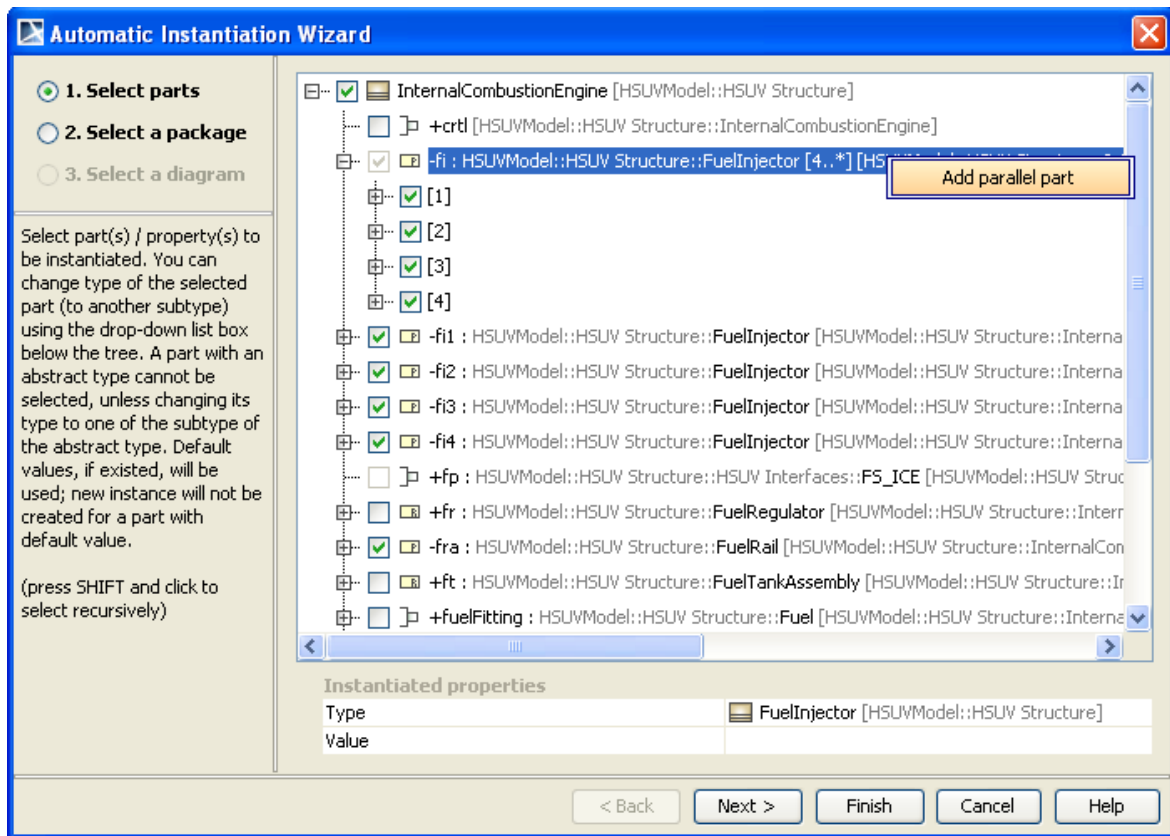 Automatic Instantiation Wizard
1. Select parts
2. Select a package
3. Select a diagram
Select part(s) / property(s) to
be instantiated. You can
change type of the selected
part (to another subtype)
using the drop-down list box
below the tree. A part with an
abstract type cannot be
selected, unless changing its
type to one of the subtype of
the abstract type. Default
values, if existed, will be
used; new instance will not be
created for a part with
default value.
(press SHIFT and click to
select recursively)
InternalCombustionEngine [HSUVModel::HSUV Structure]
+crtl [HSUVModel::HSUV Structure::InternalCombustionEngine]
-fi : HSUVModel::HSUV Structure::FuelInjector [4..*]
Add parallel part
[1]
[2]
[3]
[4]
-fi1 : HSUVModel::HSUV Structure::FuelInjector [HSUVModel::HSUV Structure::Interna
-fi2 : HSUVModel::HSUV Structure::FuelInjector [HSUVModel::HSUV Structure::Interna
-fi3 : HSUVModel::HSUV Structure::FuelInjector [HSUVModel::HSUV Structure::Interna
-fi4 : HSUVModel::HSUV Structure::FuelInjector [HSUVModel::HSUV Structure::Interna
+fp : HSUVModel::HSUV Structure::HSUV Interfaces::FS_ICE [HSUVModel::HSUV Struc
+fr : HSUVModel::HSUV Structure::FuelRegulator [HSUVModel::HSUV Structure::Intern
-fra : HSUVModel::HSUV Structure::FuelRail [HSUVModel::HSUV Structure::InternalCon
+ft : HSUVModel::HSUV Structure::FuelTankAssembly [HSUVModel::HSUV Structure::Ir
+fuelFitting : HSUVModel::HSUV Structure::Fuel [HSUVModel::HSUV Structure::Interna
Instantiated properties
Type FuelInjector [HSUVModel::HSUV Structure]
Value
< Back Next > Finish Cancel Help